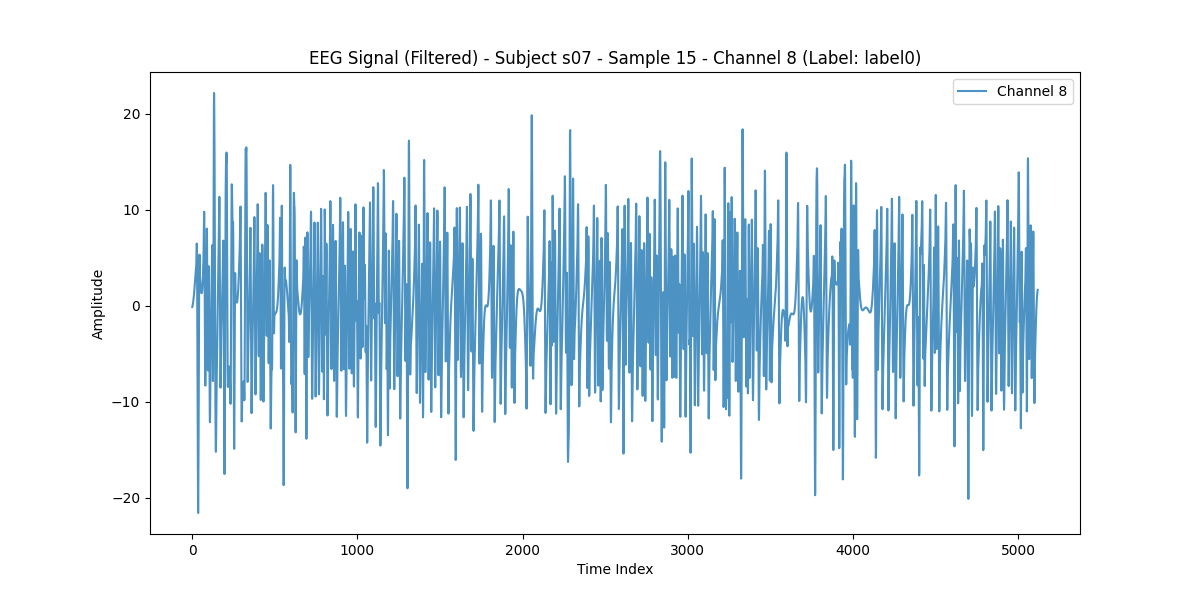 EEG Signal (Filtered) - Subject s07 - Sample 15 - Channel 8 (Label: label0)
Channel 8
20
10
0
−10
−20
Amplitude
0 1000 2000 3000 4000 5000
Time Index